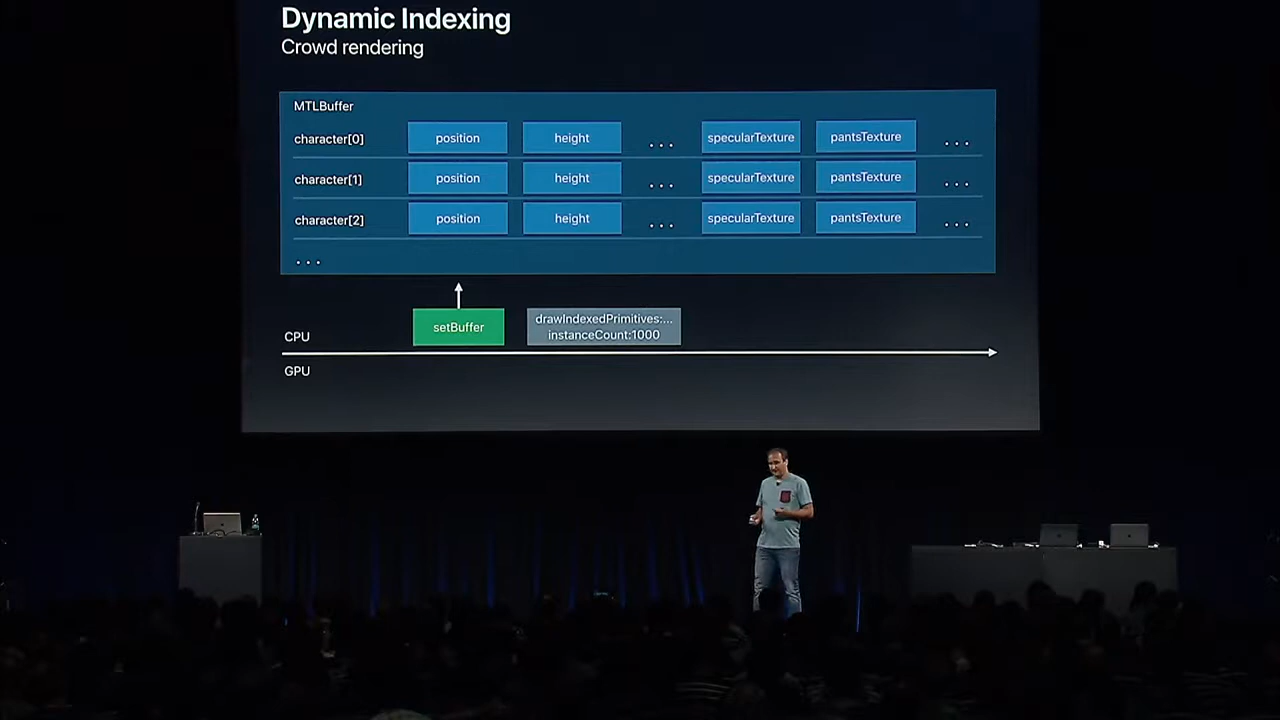 Dynamic Indexing
Crowd rendering
MTLBuffer
character[0] position height ... specularTexture pantsTexture ...
character[1] position height ... specularTexture pantsTexture ...
character[2] position height ... specularTexture pantsTexture ...
...
setBuffer
drawIndexedPrimitives:...
instanceCount:1000
CPU
GPU